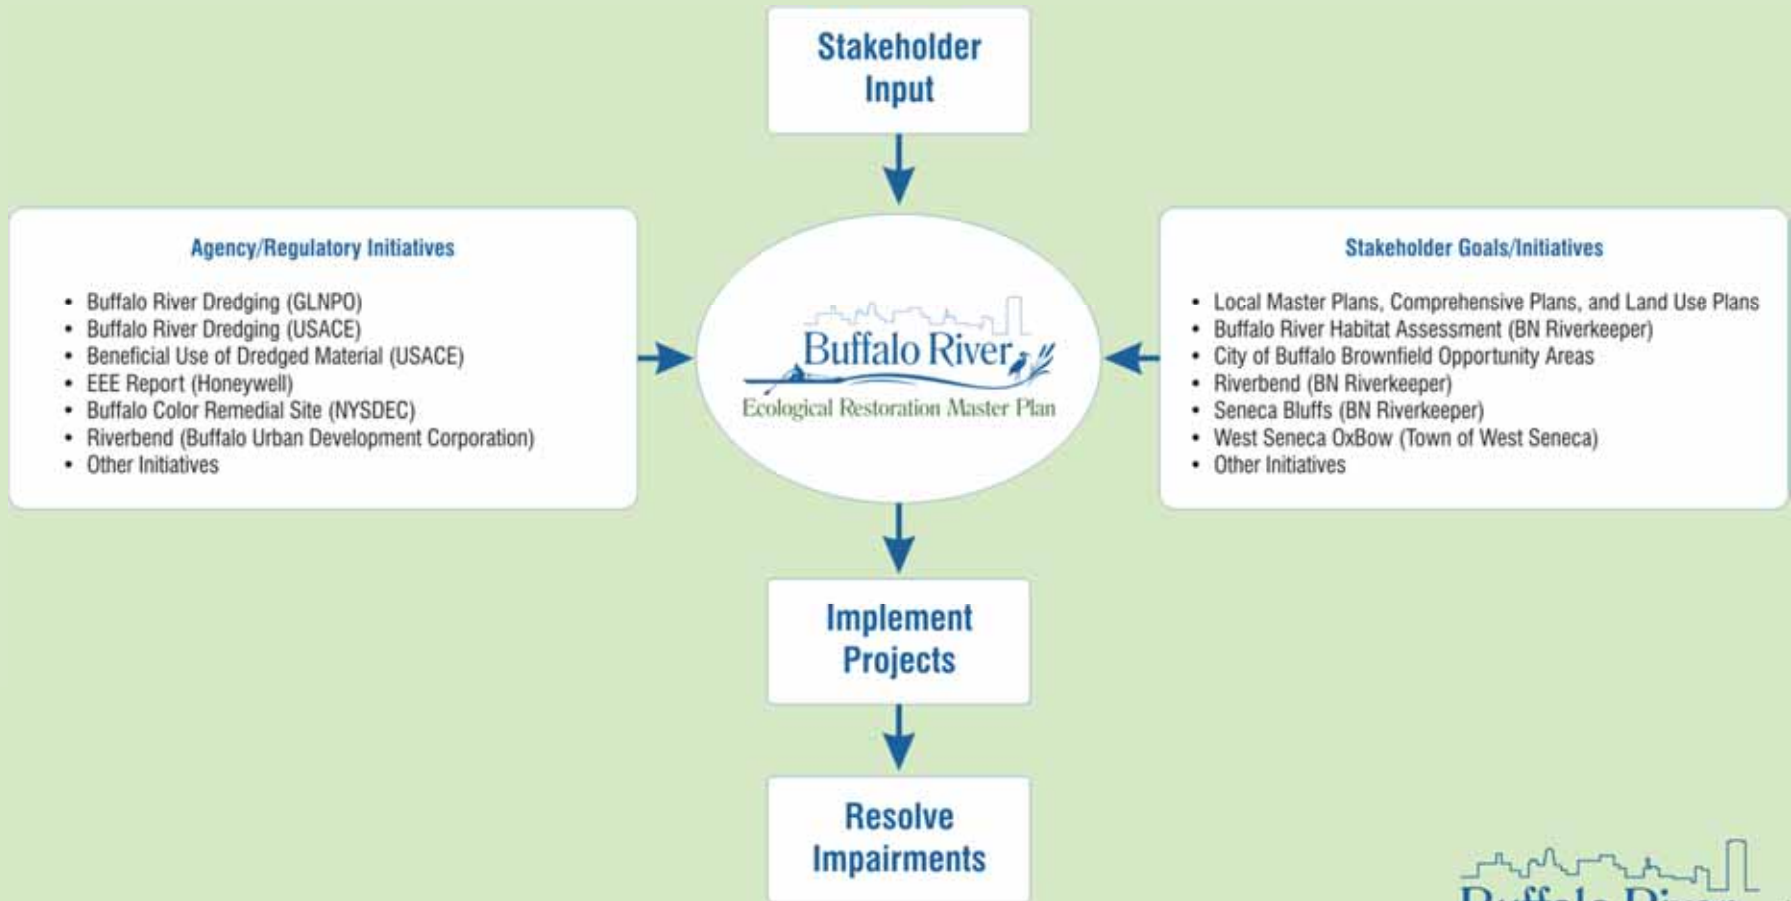 Stakeholder
Input
Agency/Regulatory Initiatives
• Buffalo River Dredging (GLNPO)
• Buffalo River Dredging (USACE)
• Beneficial Use of Dredged Material (USACE)
• EEE Report (Honeywell)
• Buffalo Color Remedial Site (NYSDEC)
• Riverbend (Buffalo Urban Development Corporation)
• Other Initiatives
Buffalo River
Ecological Restoration Master Plan
Stakeholder Goals/Initiatives
• Local Master Plans, Comprehensive Plans, and Land Use Plans
• Buffalo River Habitat Assessment (BN Riverkeeper)
• City of Buffalo Brownfield Opportunity Areas
• Riverbend (BN Riverkeeper)
• Seneca Bluffs (BN Riverkeeper)
• West Seneca OxBow (Town of West Seneca)
• Other Initiatives
Implement
Projects
Resolve
Impairments
Buffalo River